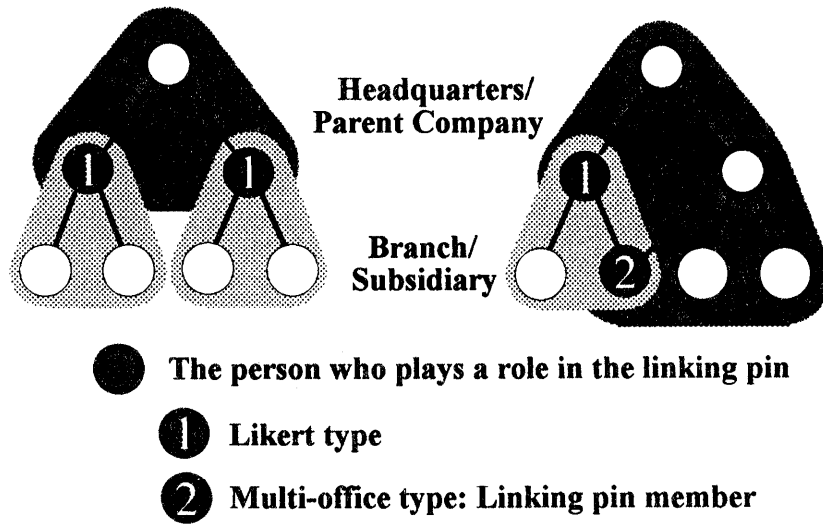 Headquarters/
Parent Company
1
1
1
Branch/
Subsidiary
2
The person who plays a role in the linking pin
1 Likert type
2 Multi-office type: Linking pin member